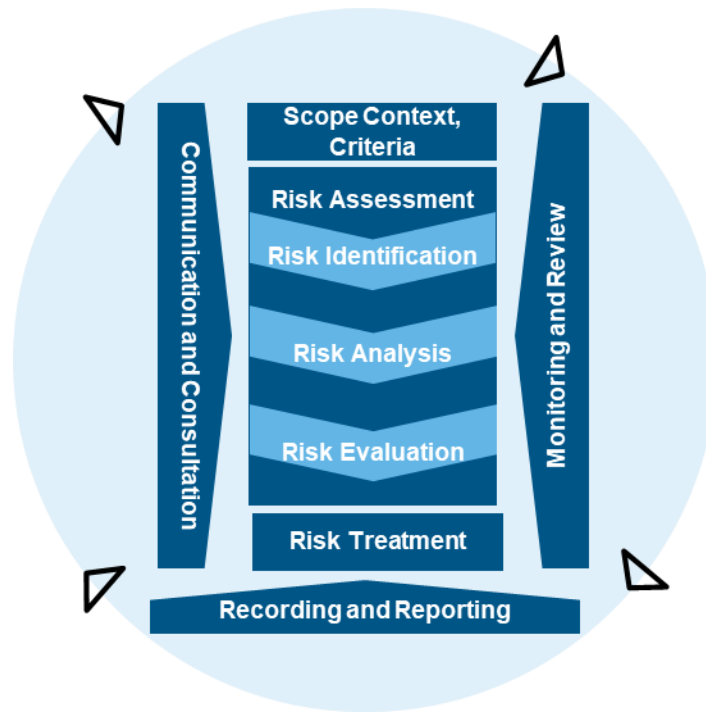 Scope Context,
Criteria
Communication and Consultation
Risk Assessment
Risk Identification
Risk Analysis
Risk Evaluation
Monitoring and Review
Risk Treatment
Recording and Reporting